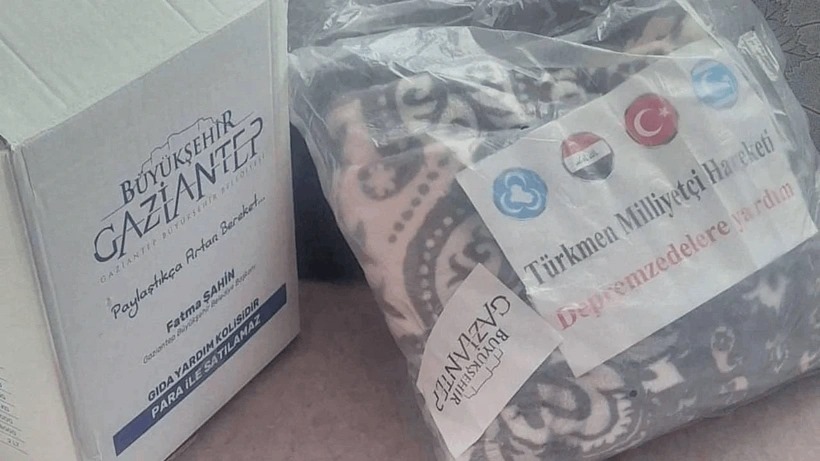 BÜYÜKŞEHİR
GAZİANTEP
GAZİANTEP BÜYÜKŞEHİR BELEDİYESİ
Paylaştıkça Artan Bereket...
Fatma ŞAHİN
Gaziantep Büyükşehir Belediye Başkanı
GIDA YARDIM KOLİSİDİR
PARA İLE SATILAMAZ
Türkmen Milliyetçi Hareketi
Depremzedelere yardım
BÜYÜKŞEHİR
GAZİANTEP